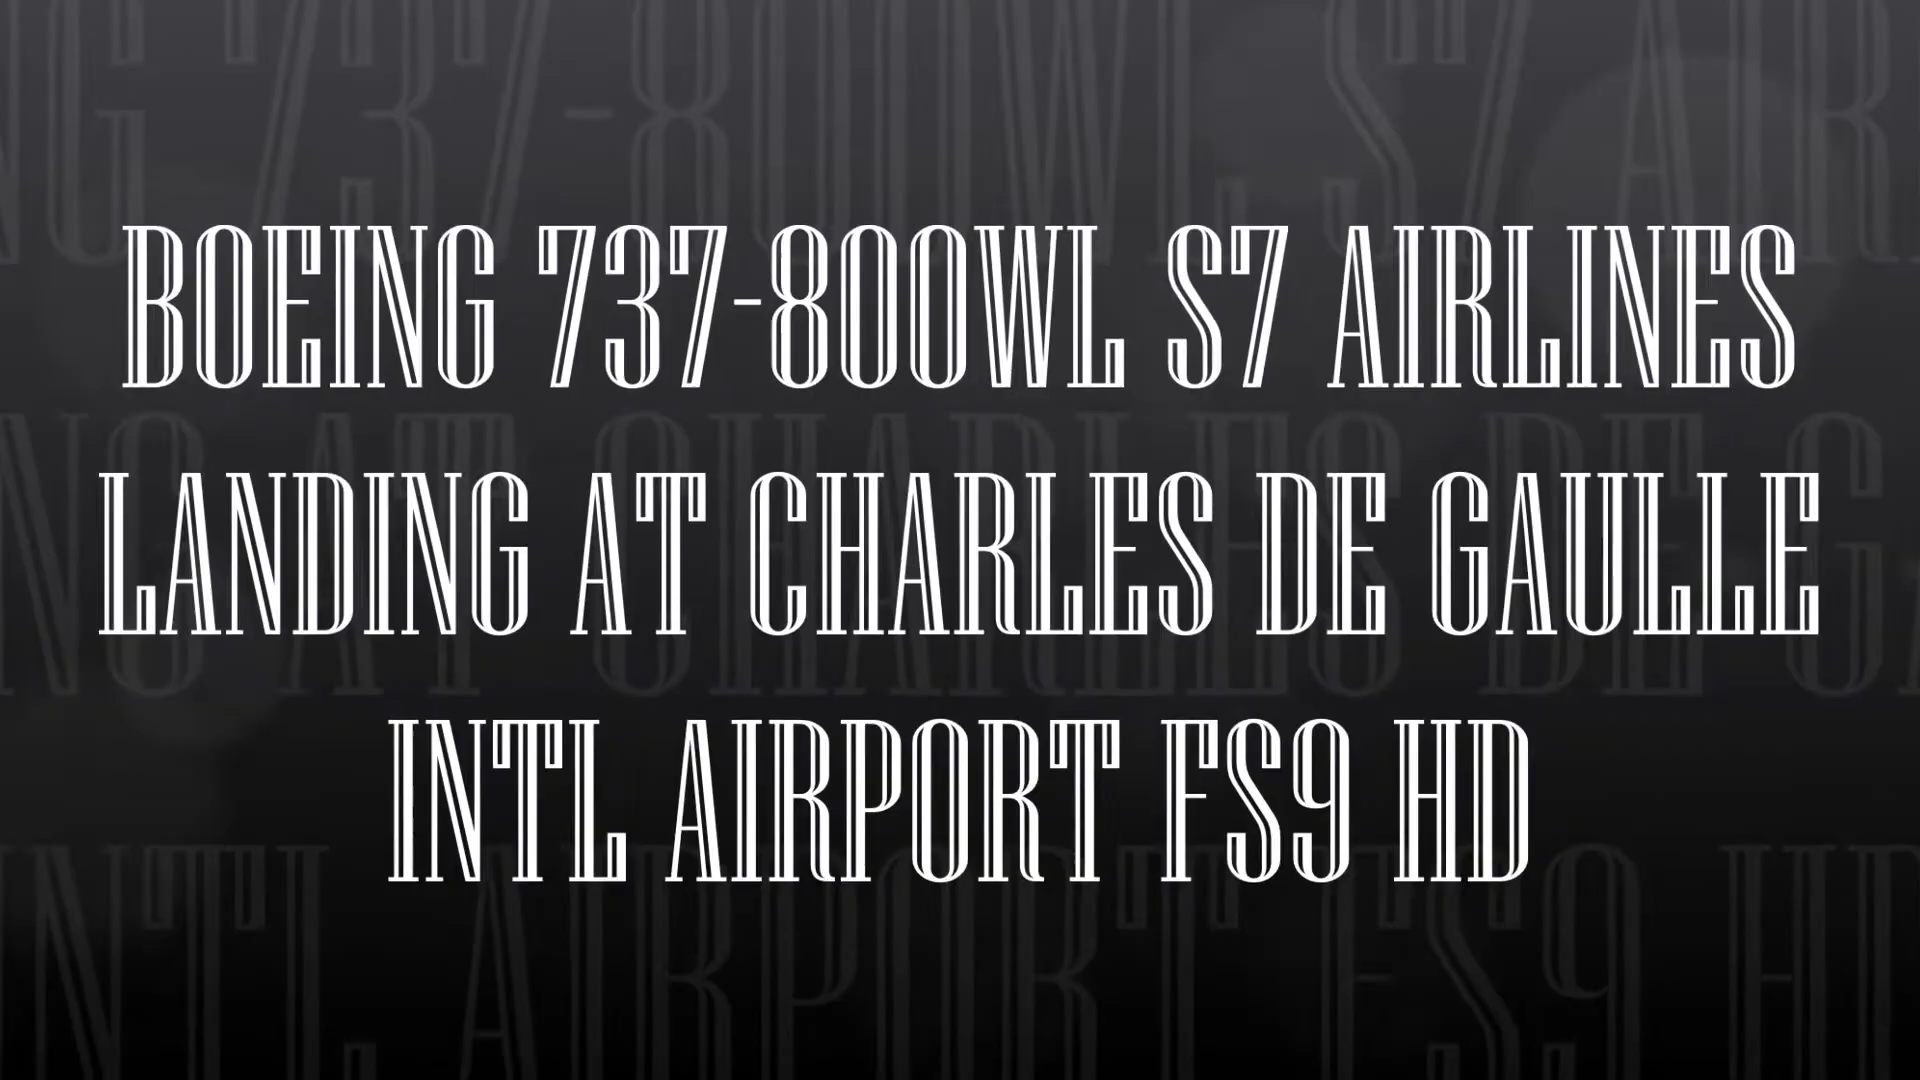 BOEING 737-800WL S7 AIRLINES
LANDING AT CHARLES DE GAULLE
INTL AIRPORT FS9 HD